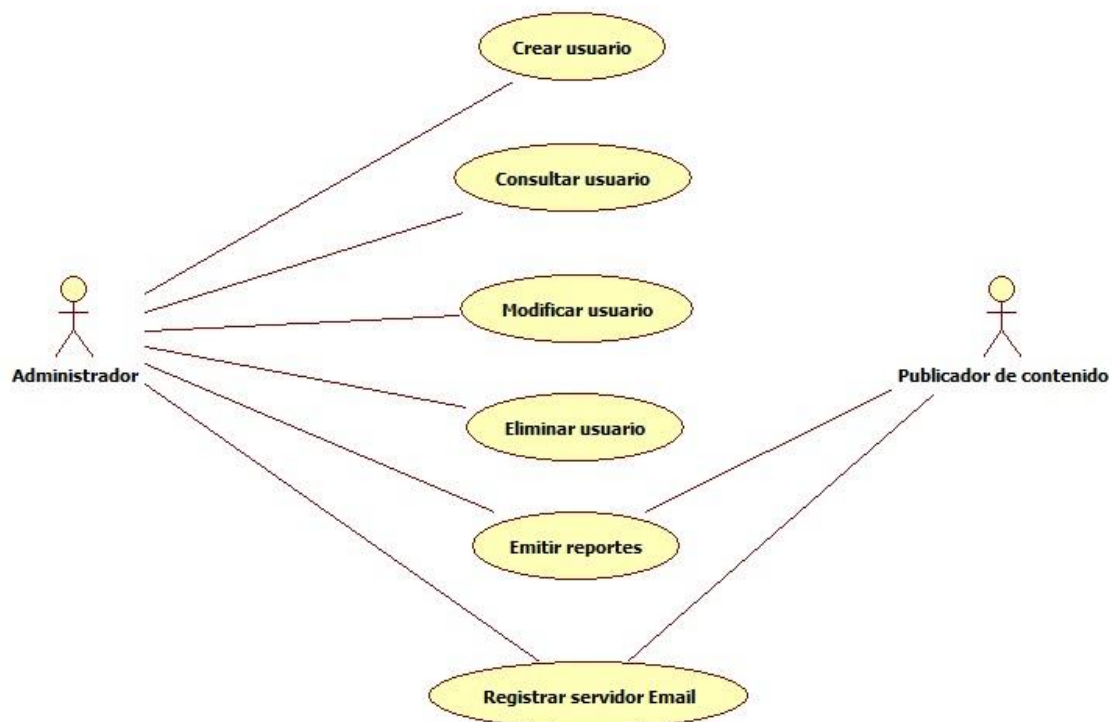 Crear usuario
Consultar usuario
Modificar usuario
Administrador
Publicador de contenido
Eliminar usuario
Emitir reportes
Registrar servidor Email